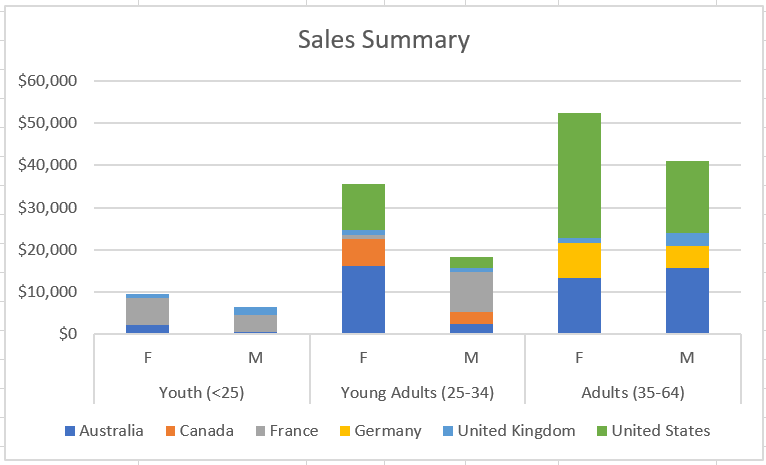 Sales Summary
$60,000
$50,000
$40,000
$30,000
$20,000
$10,000
$0
F M F M F M
Youth (<25) Young Adults (25-34) Adults (35-64)
Australia Canada France Germany United Kingdom United States